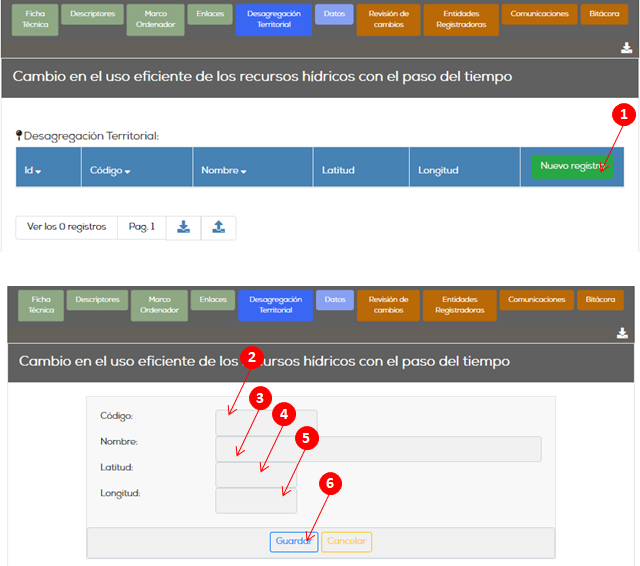 Ficha Técnica
Descriptores
Marco Ordenador
Enlaces
Desagregación Territorial
Datos
Revisión de cambios
Entidades Registradoras
Comunicaciones
Bitácora
Cambio en el uso eficiente de los recursos hídricos con el paso del tiempo
1
Desagregación Territorial:
Id Código Nombre Latitud Longitud Nuevo registro
Ver los 0 registros Pag. 1
Ficha Técnica
Descriptores
Marco Ordenador
Enlaces
Desagregación Territorial
Datos
Revisión de cambios
Entidades Registradoras
Comunicaciones
Bitácora
Cambio en el uso eficiente de los recursos hídricos con el paso del tiempo
2
3
Código:
4
Nombre:
5
Latitud:
Longitud:
6
Guardar Cancelar